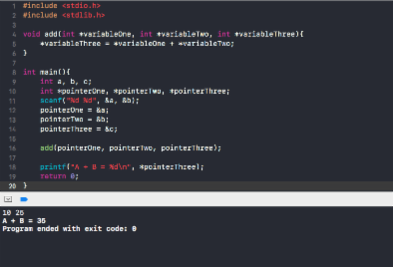 1 #include <stdio.h>
2 #include <stdlib.h>
3
4 void add(int *variableOne, int *variableTwo, int *variableThree){
5 *variableThree = *variableOne + *variableTwo;
6 }
7
8 int main(){
9 int a, b, c;
10 int *pointerOne, *pointerTwo, *pointerThree;
11 scanf("%d %d", &a, &b);
12 pointerOne = &a;
13 pointerTwo = &b;
14 pointerThree = &c;
15
16 add(pointerOne, pointerTwo, pointerThree);
17
18 printf("A + B = %d\n", *pointerThree);
19 return 0;
20 }
10 25
A + B = 35
Program ended with exit code: 0